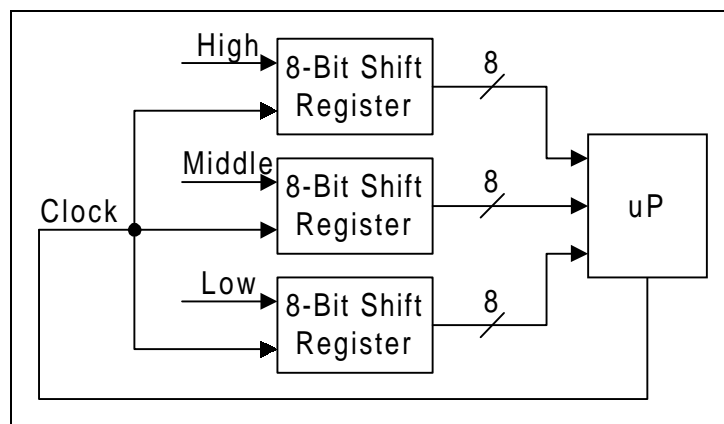 High
8-Bit Shift
Register
8
Middle
8-Bit Shift
Register
8
Clock
uP
Low
8-Bit Shift
Register
8